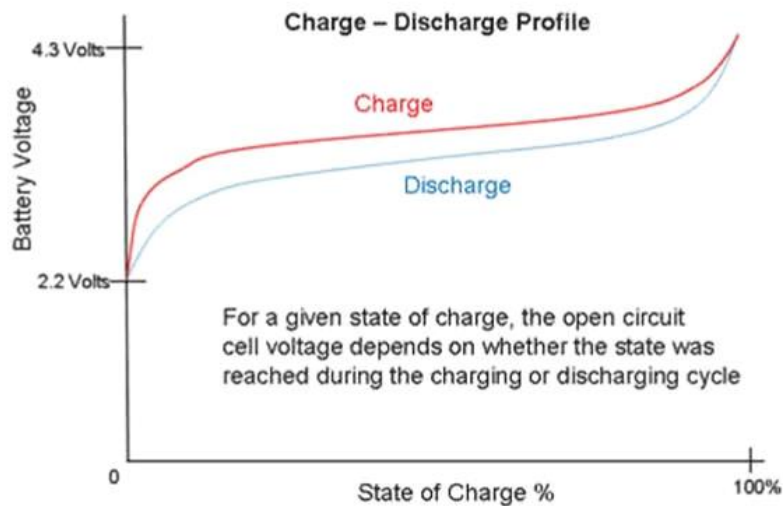 Charge – Discharge Profile
4.3 Volts
Battery Voltage
Charge
Discharge
2.2 Volts
For a given state of charge, the open circuit
cell voltage depends on whether the state was
reached during the charging or discharging cycle
0
State of Charge %
100%